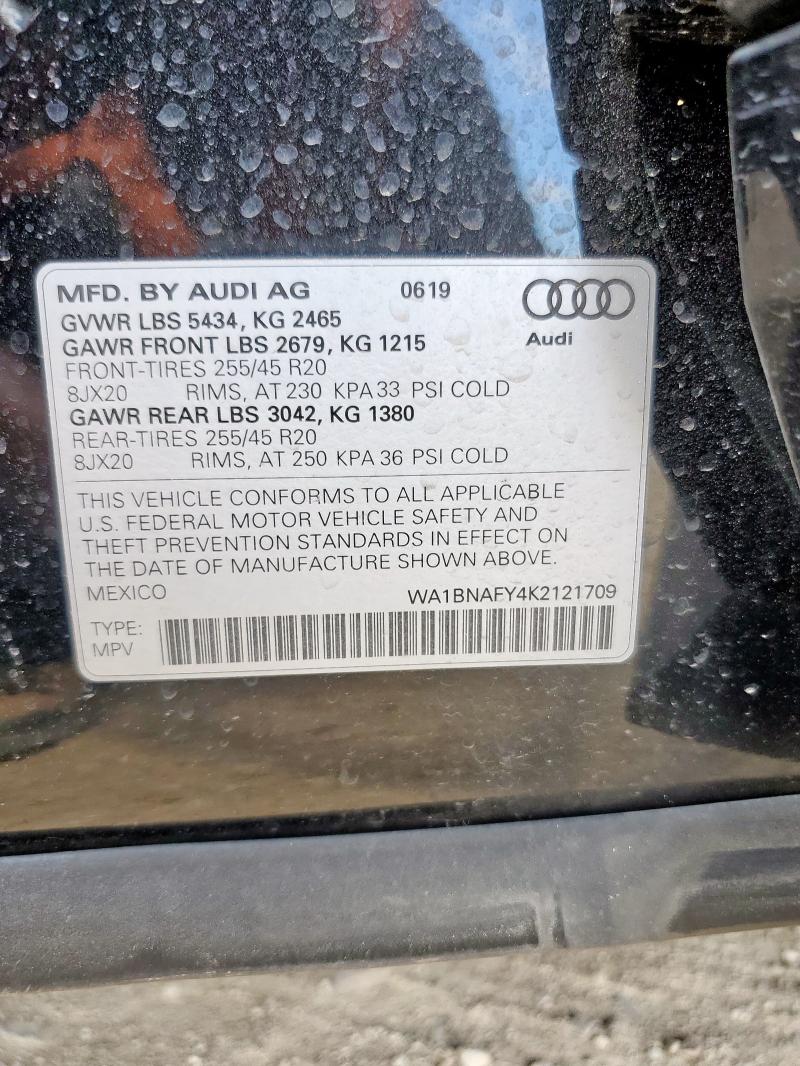 MFD. BY AUDI AG 0619
GVWR LBS 5434, KG 2465
GAWR FRONT LBS 2679, KG 1215
Audi
FRONT-TIRES 255/45 R20
8JX20 RIMS, AT 230 KPA 33 PSI COLD
GAWR REAR LBS 3042, KG 1380
REAR-TIRES 255/45 R20
8JX20 RIMS, AT 250 KPA 36 PSI COLD
THIS VEHICLE CONFORMS TO ALL APPLICABLE
U.S. FEDERAL MOTOR VEHICLE SAFETY AND
THEFT PREVENTION STANDARDS IN EFFECT ON
THE DATE OF MANUFACTURE SHOWN ABOVE.
MEXICO WA1BNAFY4K2121709
TYPE:
MPV